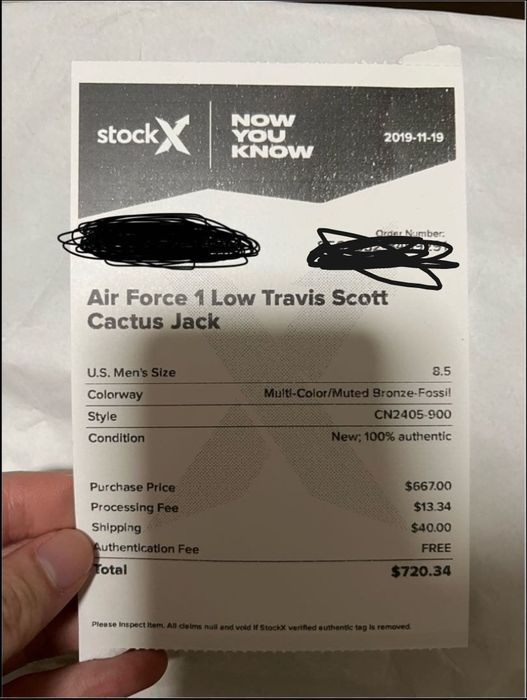 stockX
NOW
YOU
KNOW
2019-11-19
Order Number:
Air Force 1 Low Travis Scott
Cactus Jack
U.S. Men's Size 8.5
Colorway Multi-Color/Muted Bronze-Fossil
Style CN2405-900
Condition New; 100% authentic
Purchase Price $667.00
Processing Fee $13.34
Shipping $40.00
Authentication Fee FREE
Total $720.34
Please inspect item. All claims null and void if StockX verified authentic tag is removed.